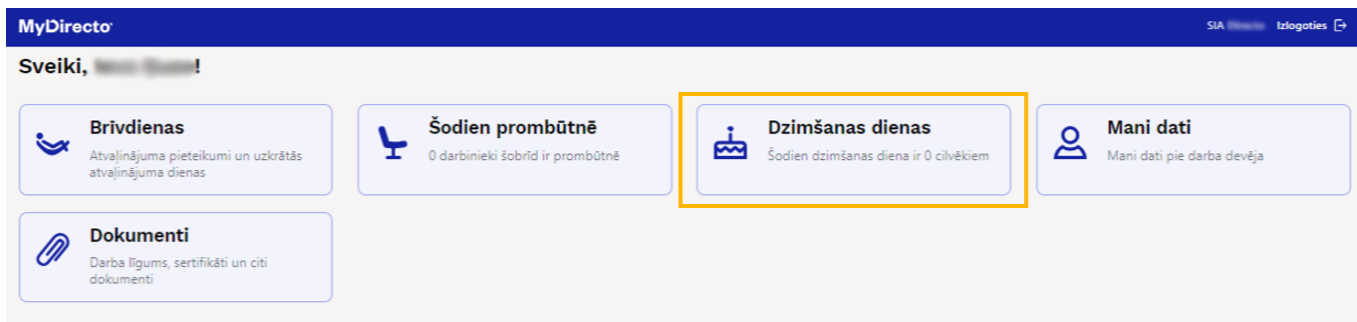 MyDirecto
SIA
Izlogoties
Sveiki, !
Brīvdienas
Atvaļinājuma pieteikumi un uzkrātās
atvaļinājuma dienas
Šodien prombūtnē
0 darbinieki šobrīd ir prombūtnē
Dzimšanas dienas
Šodien dzimšanas diena ir 0 cilvēkiem
Mani dati
Mani dati pie darba devēja
Dokumenti
Darba līgums, sertifikāti un citi
dokumenti